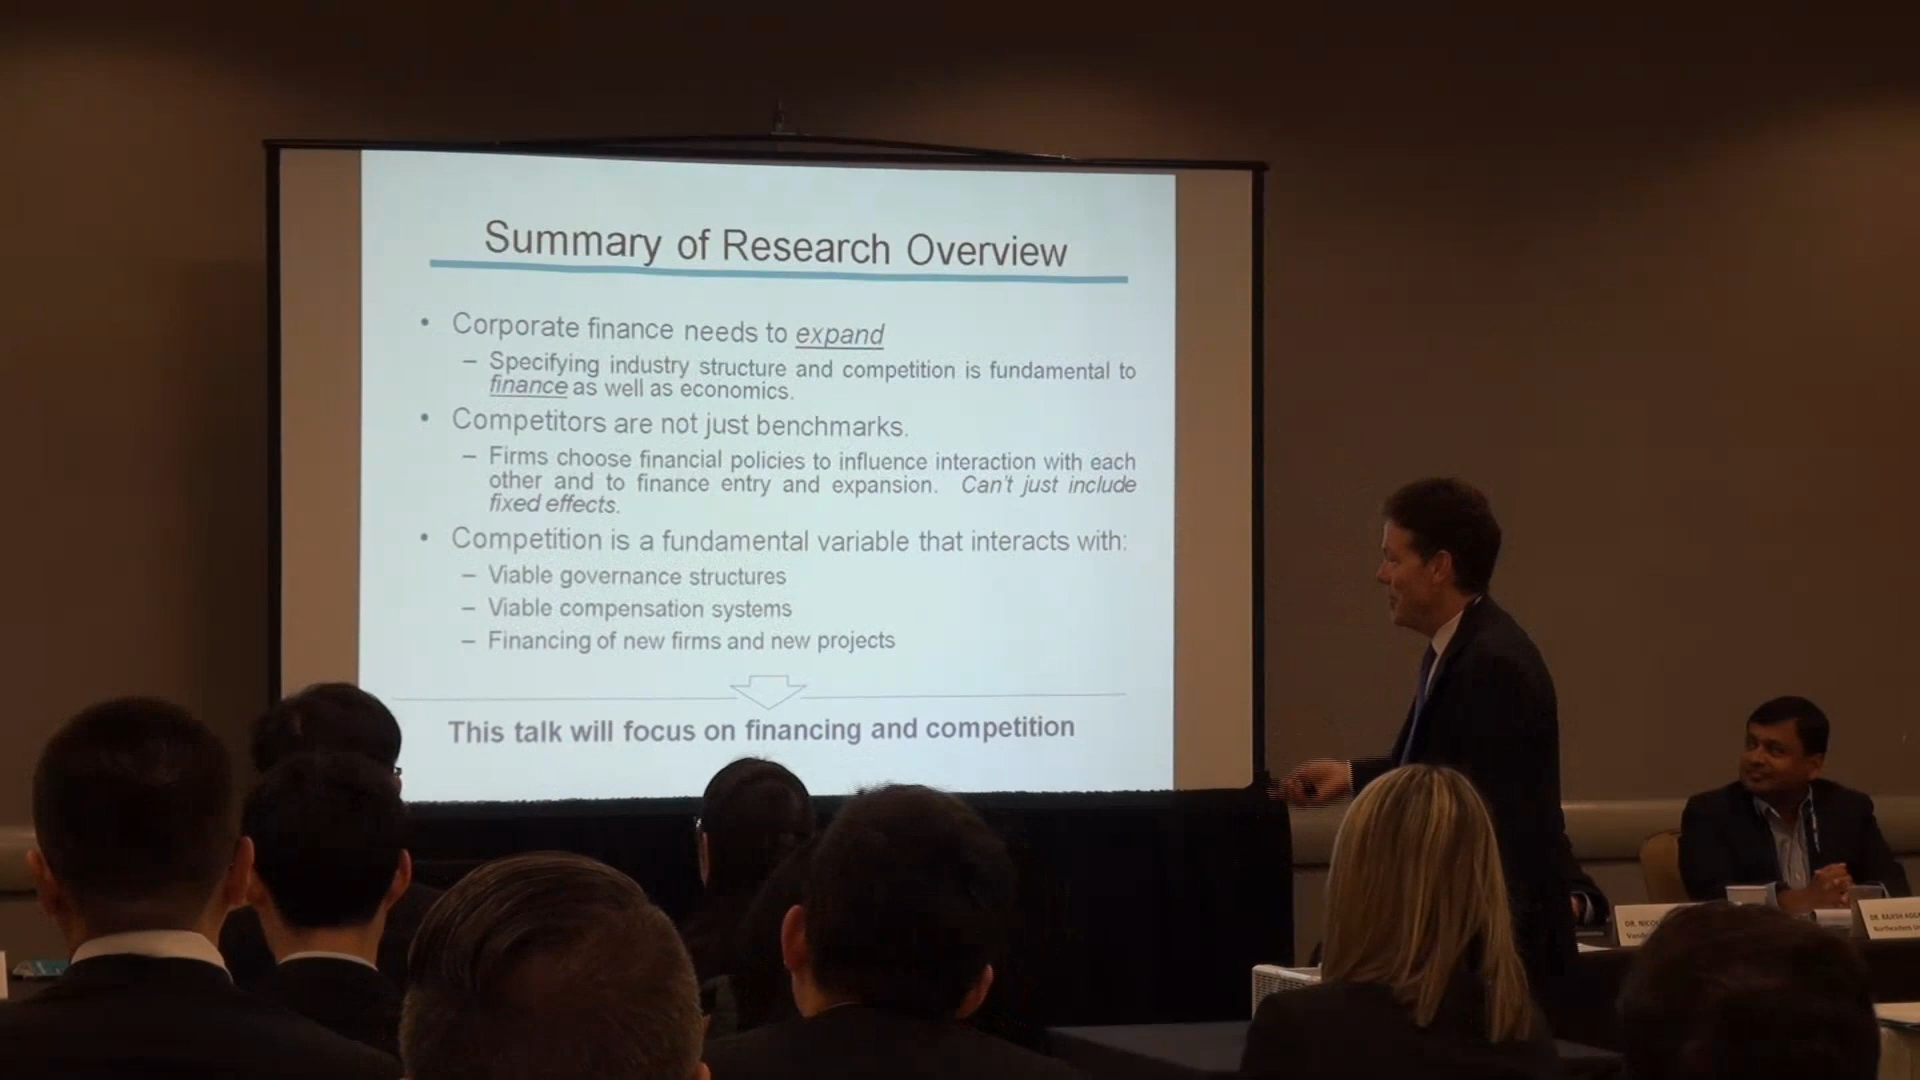 Summary of Research Overview
• Corporate finance needs to expand
– Specifying industry structure and competition is fundamental to
finance as well as economics.
• Competitors are not just benchmarks.
– Firms choose financial policies to influence interaction with each
other and to finance entry and expansion. Can't just include
fixed effects.
• Competition is a fundamental variable that interacts with:
– Viable governance structures
– Viable compensation systems
– Financing of new firms and new projects
This talk will focus on financing and competition
DR.
DR. RAJESH
Northeastern